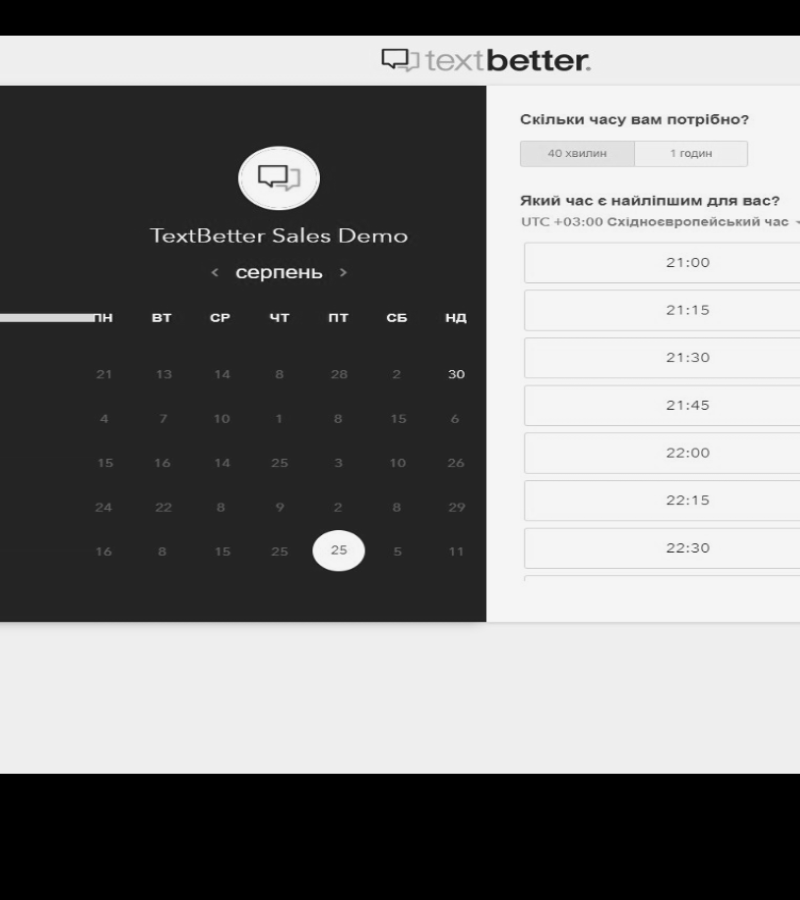 textbetter.
TextBetter Sales Demo
< серпень >
ПН ВТ СР ЧТ ПТ СБ НД
21 13 14 8 28 2 30
4 7 10 1 8 15 6
15 16 14 25 3 10 26
24 22 8 9 2 8 29
16 8 15 25 25 5 11
Скільки часу вам потрібно?
40 хвилин 1 годин
Який час є найліпшим для вас?
UTC +03:00 Східноєвропейський час
21:00
21:15
21:30
21:45
22:00
22:15
22:30